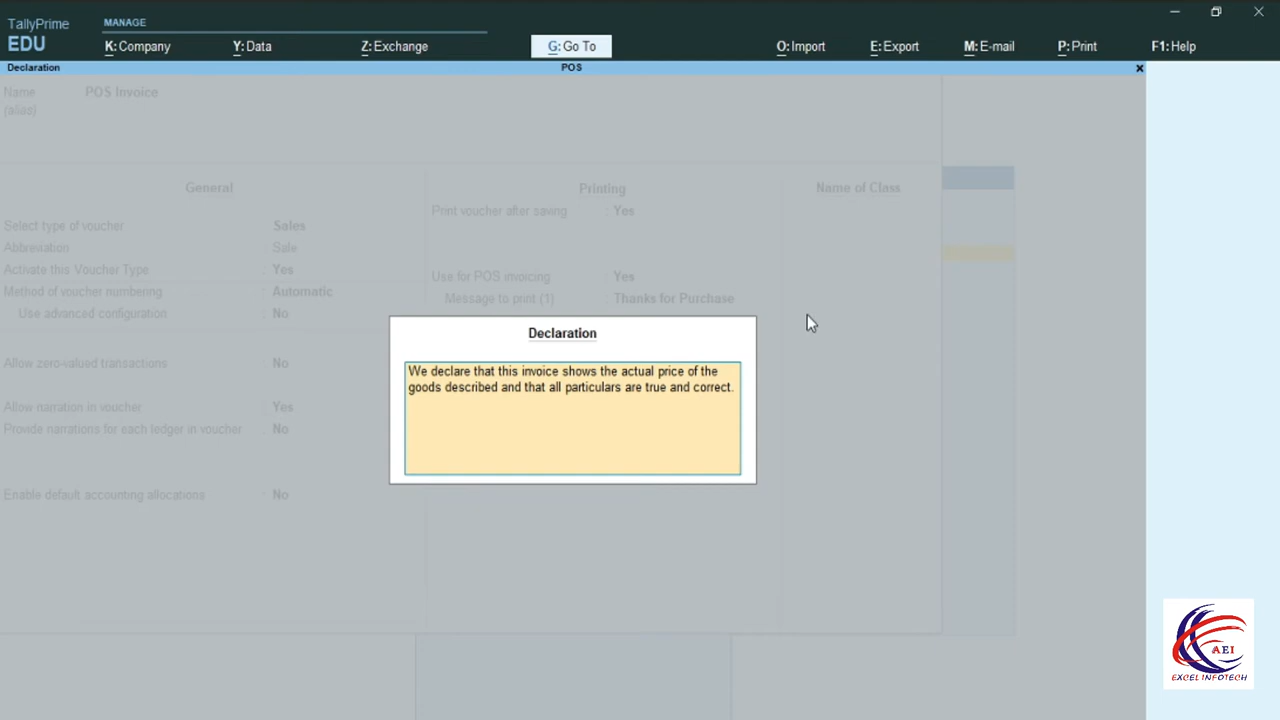 TallyPrime
EDU
MANAGE
K: Company
Y: Data
Z: Exchange
G: Go To
O: Import
E: Export
M: E-mail
P: Print
F1: Help
Declaration
POS
Name
POS Invoice
(alias)
General
Printing
Name of Class
Select type of voucher : Sales
Abbreviation : Sale
Activate this Voucher Type : Yes
Method of voucher numbering : Automatic
Use advanced configuration : No
Allow zero-valued transactions : No
Allow narration in voucher : Yes
Provide narrations for each ledger in voucher : No
Enable default accounting allocations : No
Print voucher after saving : Yes
Use for POS invoicing : Yes
Message to print (1) : Thanks for Purchase
Declaration
We declare that this invoice shows the actual price of the
goods described and that all particulars are true and correct.
AEI
EXCEL INFOTECH